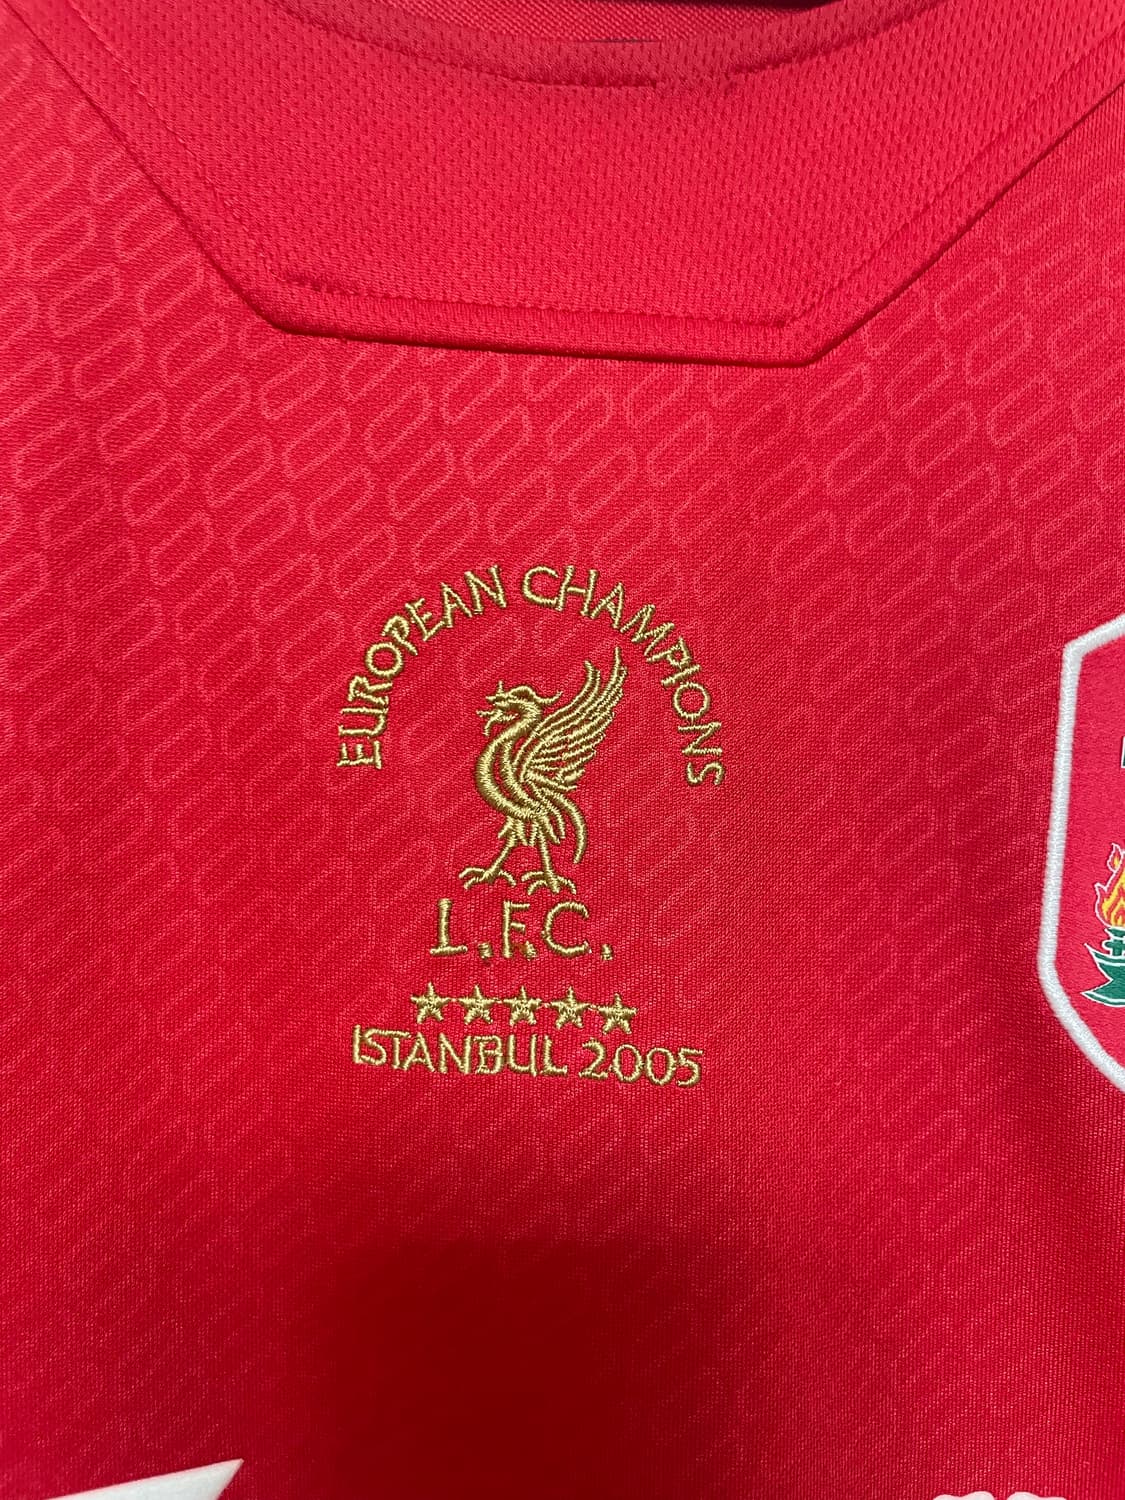 EUROPEAN CHAMPIONS
L.F.C.
ISTANBUL 2005